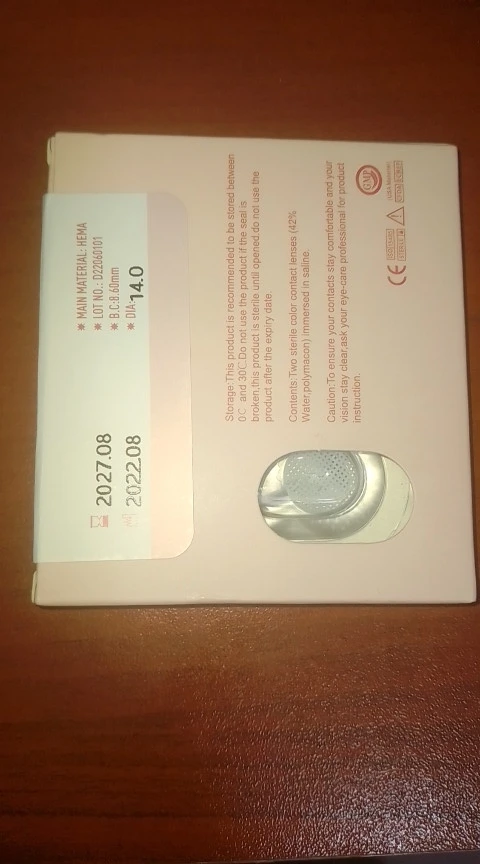 ✷ MAIN MATERIAL: HEMA
✷ LOT NO.: D22060101
✷ B.C:8.60mm
✷ DIA:14.0
2027.08
2022.08
Storage:This product is recommended to be stored between
0C and 30C.Do not use the product if the seal is
broken,this product is sterile until opened.do not use the
product after the expiry date.
Contents:Two sterile color contact lenses (42%
Water,polymacon) immersed in saline.
Caution:To ensure your contacts stay comfortable and your
vision stay clear,ask your eye-care professional for product
instruction.
CE
GMP